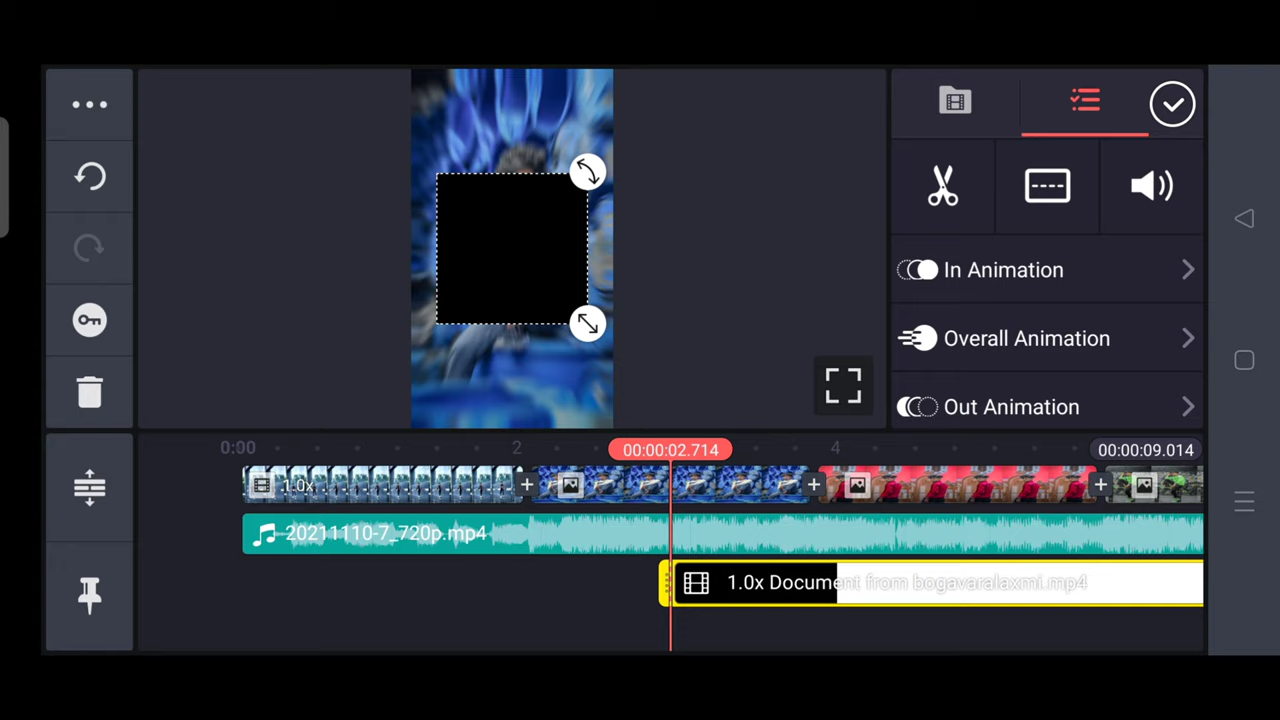 In Animation
Overall Animation
Out Animation
0:00
2
00:00:02.714
4
00:00:09.014
1.0x
20211110-7_720p.mp4
1.0x Document from bogavaralaxmi.mp4